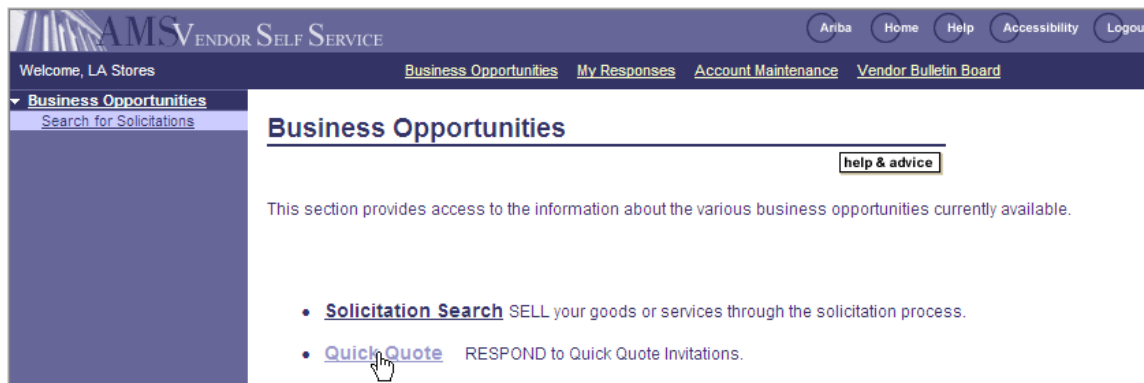 AMS VENDOR SELF SERVICE
Ariba Home Help Accessibility Logou
Welcome, LA Stores
Business Opportunities My Responses Account Maintenance Vendor Bulletin Board
Business Opportunities
Search for Solicitations
Business Opportunities
help & advice
This section provides access to the information about the various business opportunities currently available.
• Solicitation Search SELL your goods or services through the solicitation process.
• Quick Quote RESPOND to Quick Quote Invitations.